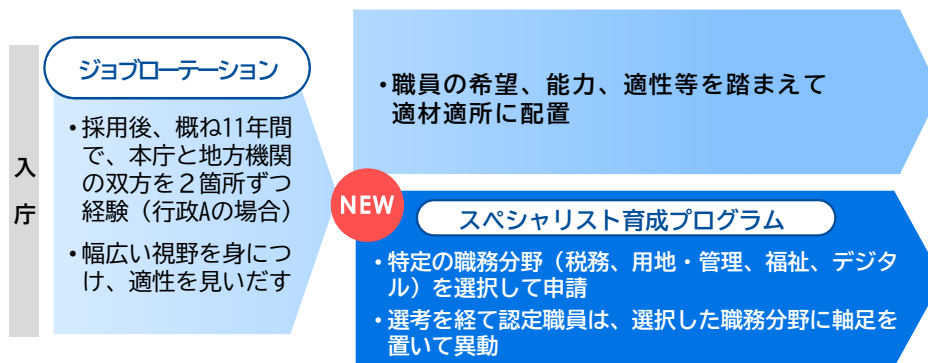 入庁
ジョブローテーション
・採用後、概ね11年間
で、本庁と地方機関
の双方を２箇所ずつ
経験（行政Aの場合）
・幅広い視野を身につ
け、適性を見いだす
・職員の希望、能力、適性等を踏まえて
適材適所に配置
NEW
スペシャリスト育成プログラム
・特定の職務分野（税務、用地・管理、福祉、デジタ
ル）を選択して申請
・選考を経て認定職員は、選択した職務分野に軸足を
置いて異動